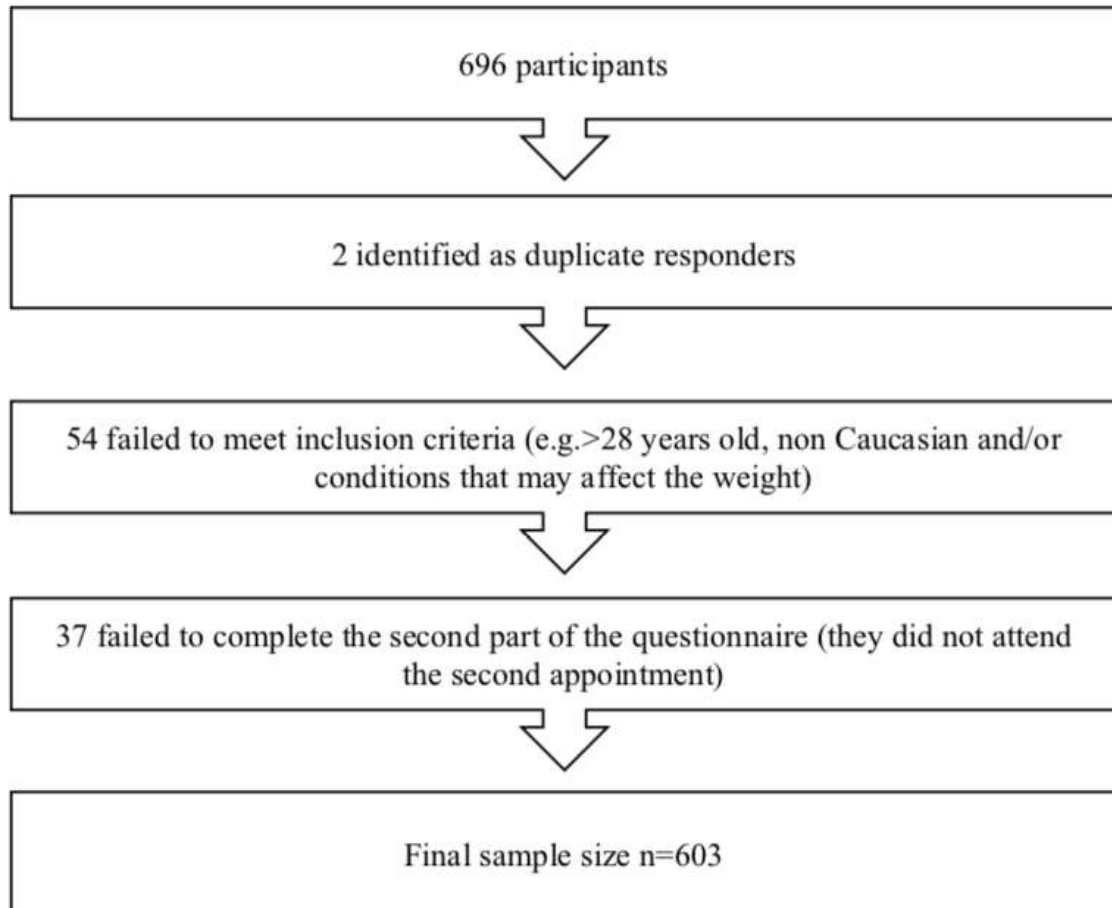 696 participants
2 identified as duplicate responders
54 failed to meet inclusion criteria (e.g.>28 years old, non Caucasian and/or
conditions that may affect the weight)
37 failed to complete the second part of the questionnaire (they did not attend
the second appointment)
Final sample size n=603